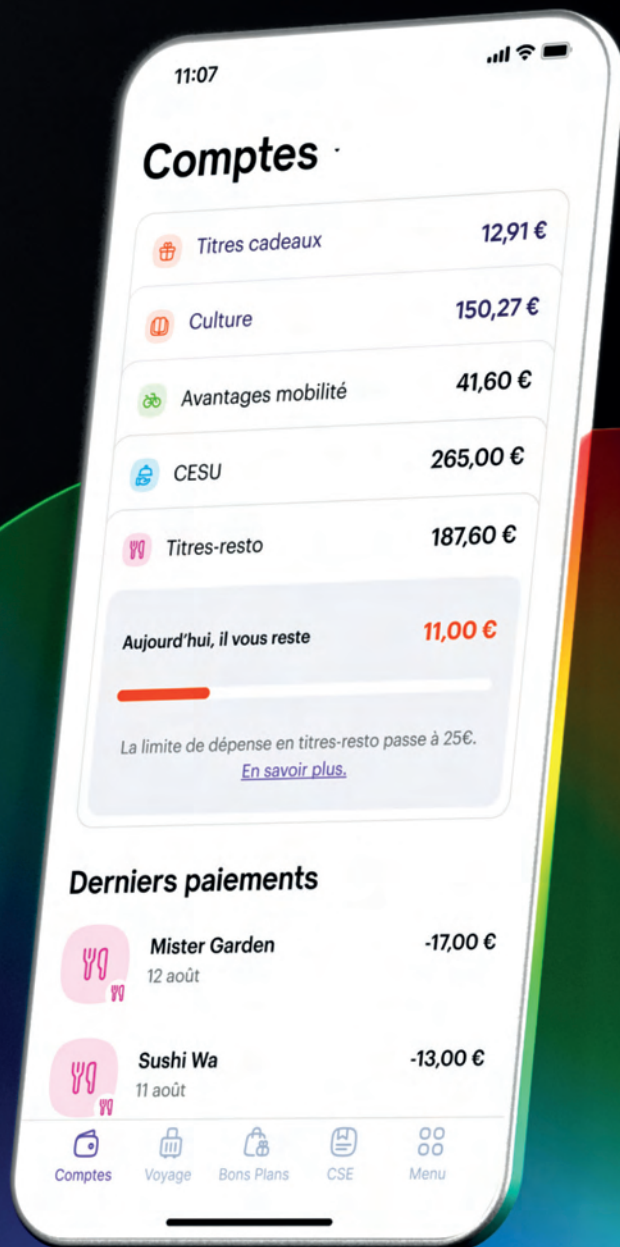 11:07
Comptes
Titres cadeaux 12,91 €
Culture 150,27 €
Avantages mobilité 41,60 €
CESU 265,00 €
Titres-resto 187,60 €
Aujourd'hui, il vous reste 11,00 €
La limite de dépense en titres-resto passe à 25€.
En savoir plus.
Derniers paiements
Mister Garden -17,00 €
12 août
Sushi Wa -13,00 €
11 août
Comptes Voyage Bons Plans CSE Menu